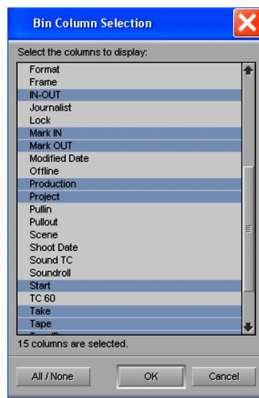 Bin Column Selection
Select the columns to display:
Format
Frame
IN-OUT
Journalist
Lock
Mark IN
Mark OUT
Modified Date
Offline
Production
Project
Pullin
Pullout
Scene
Shoot Date
Sound TC
Soundroll
Start
TC 60
Take
Tape
15 columns are selected.
All / None
OK
Cancel